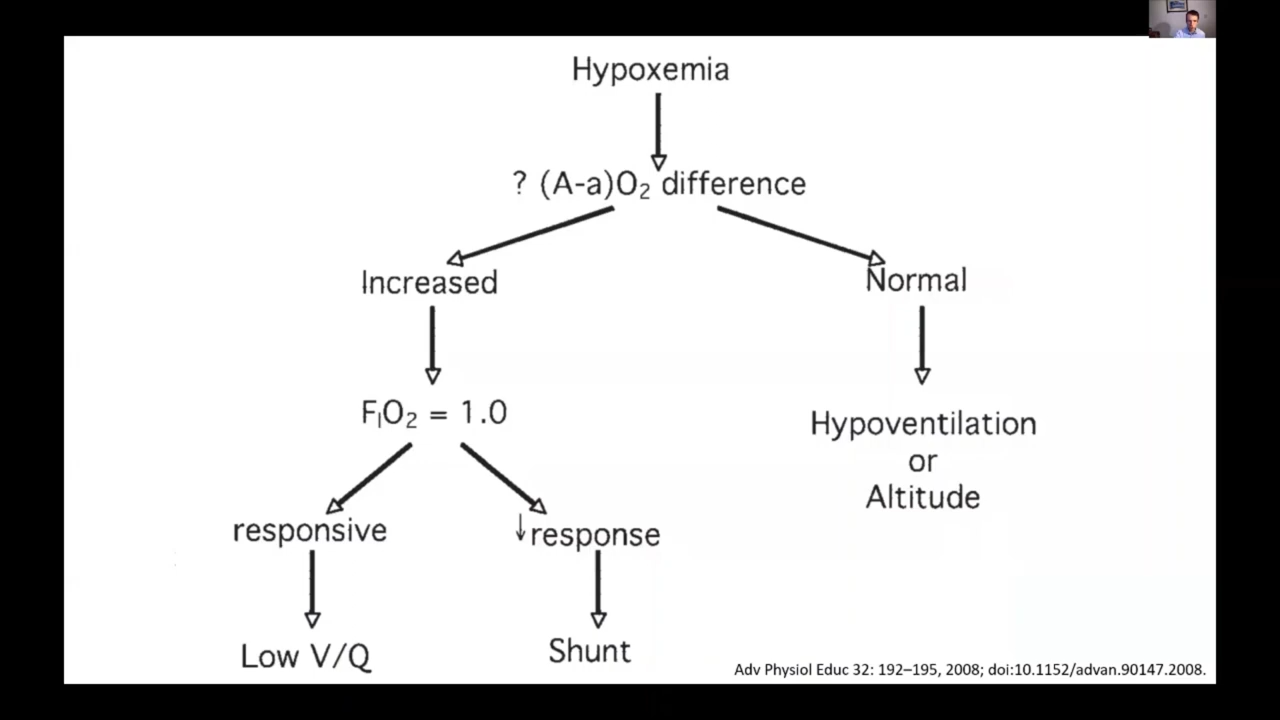 Hypoxemia
? (A-a)O₂ difference
Increased
Normal
FIO₂ = 1.0
Hypoventilation
or
Altitude
responsive
↓response
Low V/Q
Shunt
Adv Physiol Educ 32: 192–195, 2008; doi:10.1152/advan.90147.2008.